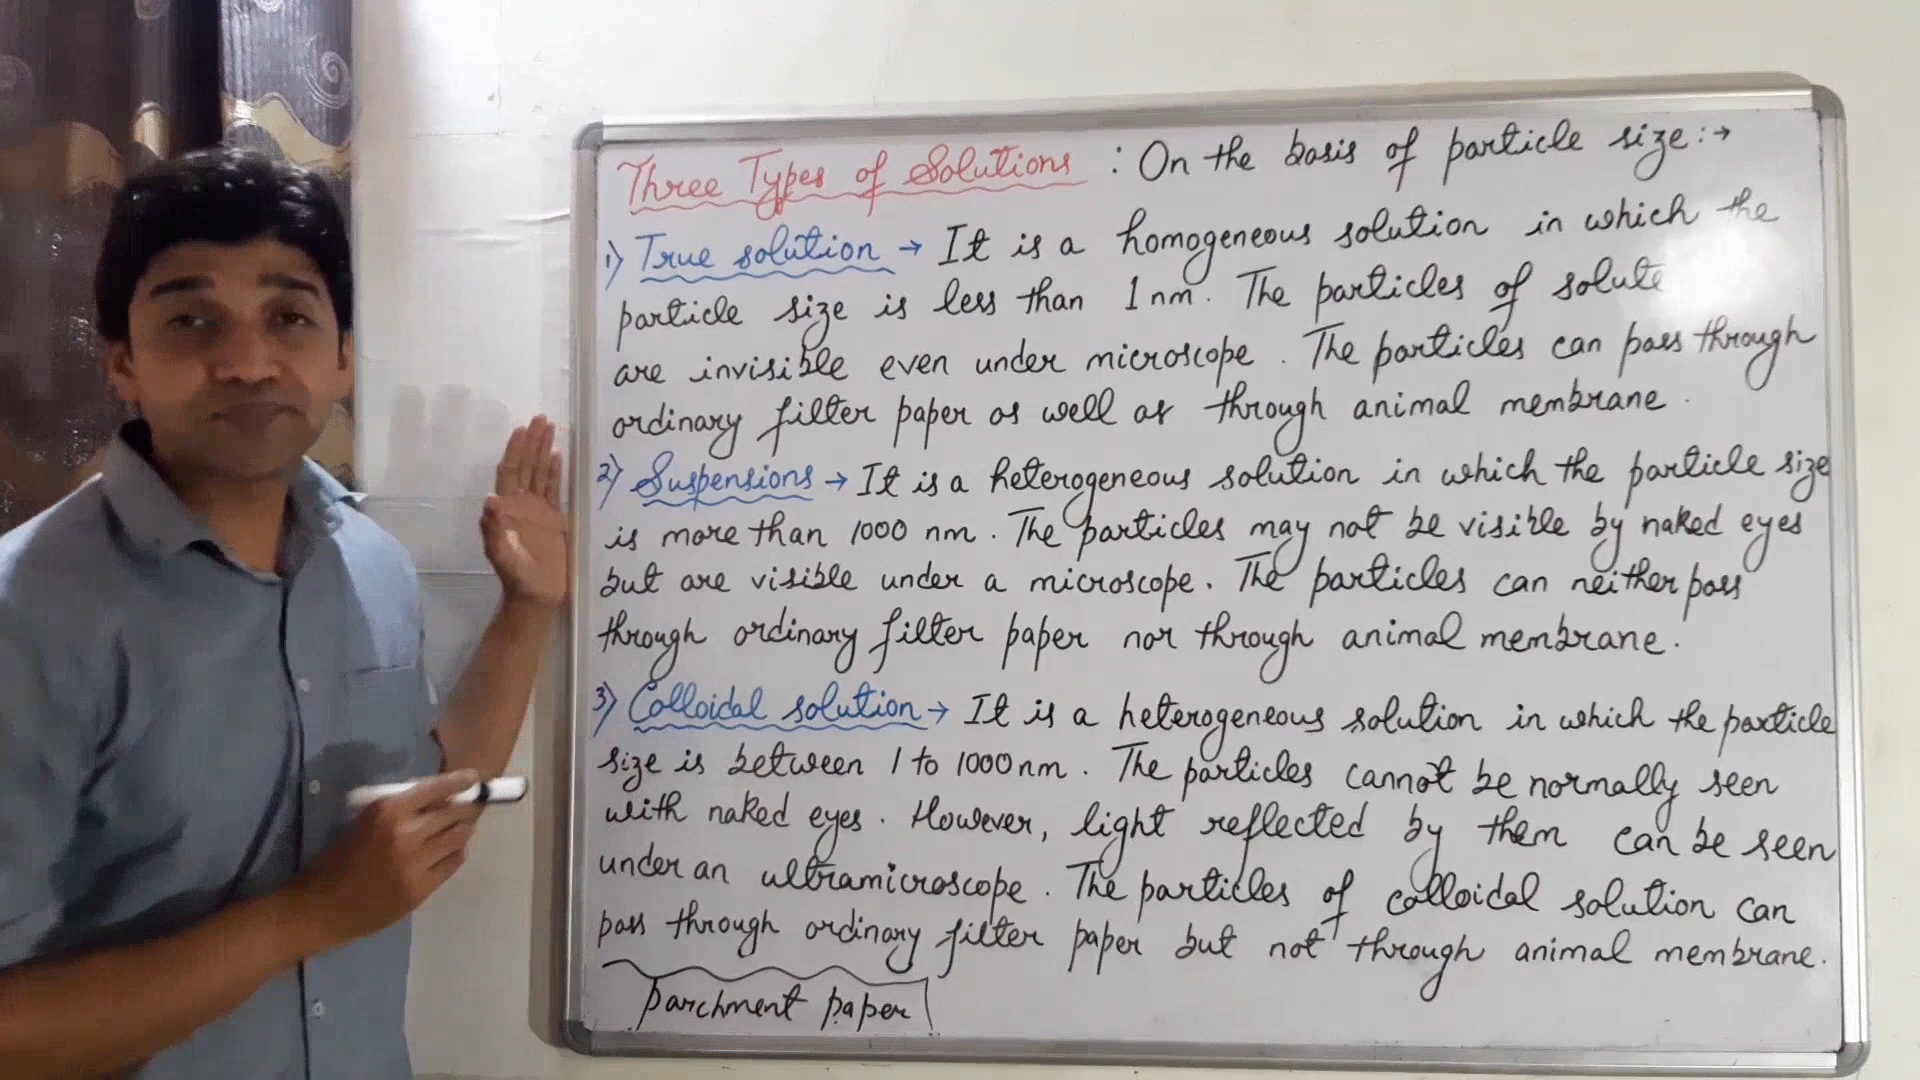 Three Types of Solutions : On the basis of particle size:→
1) True solution → It is a homogeneous solution in which the
particle size is less than 1 nm. The particles of solute
are invisible even under microscope. The particles can pass through
ordinary filter paper as well as through animal membrane.
2) Suspensions → It is a heterogeneous solution in which the particle size
is more than 1000 nm. The particles may not be visible by naked eyes
but are visible under a microscope. The particles can neither pass
through ordinary filter paper nor through animal membrane.
3) Colloidal solution → It is a heterogeneous solution in which the particle
size is between 1 to 1000 nm. The particles cannot be normally seen
with naked eyes. However, light reflected by them can be seen
under an ultramicroscope. The particles of colloidal solution can
pass through ordinary filter paper but not through animal membrane.
Parchment paper